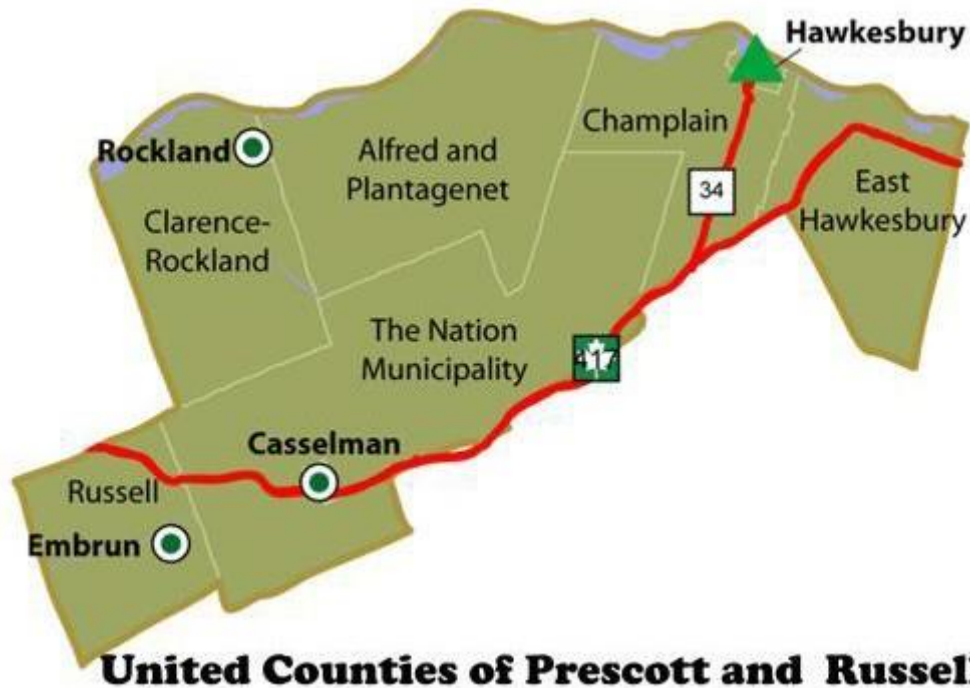 Hawkesbury
Champlain
Rockland
Alfred and
Plantagenet
34
East
Hawkesbury
Clarence-
Rockland
The Nation
Municipality
417
Casselman
Russell
Embrun
United Counties of Prescott and Russell